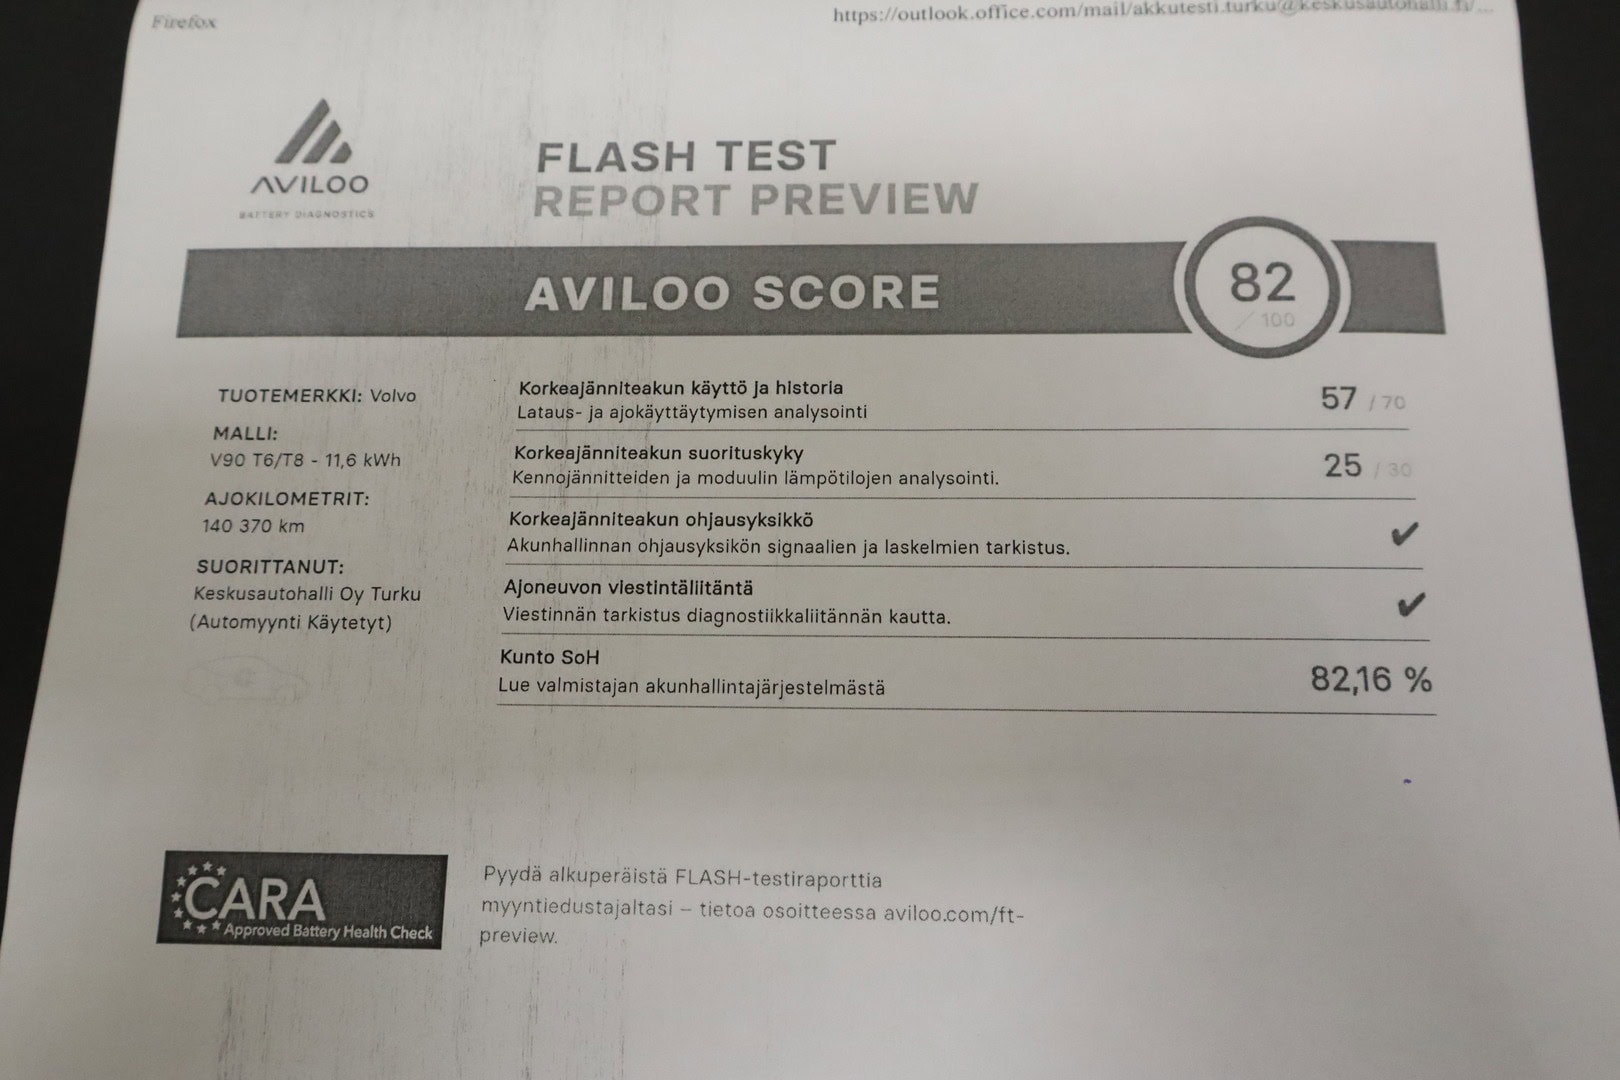 Firefox
https://outlook.office.com/mail/akkutesti.turku@keskusautohalli.fi/...
AVILOO
BATTERY DIAGNOSTICS
FLASH TEST
REPORT PREVIEW
AVILOO SCORE
82
/ 100
TUOTEMERKKI: Volvo
MALLI:
V90 T6/T8 - 11,6 kWh
AJOKILOMETRIT:
140 370 km
SUORITTANUT:
Keskusautohalli Oy Turku
(Automyynti Käytetyt)
Korkeajänniteakun käyttö ja historia
Lataus- ja ajokäyttäytymisen analysointi
57 / 70
Korkeajänniteakun suorituskyky
Kennojännitteiden ja moduulin lämpötilojen analysointi.
25 / 30
Korkeajänniteakun ohjausyksikkö
Akunhallinnan ohjausyksikön signaalien ja laskelmien tarkistus.
✔
Ajoneuvon viestintäliitäntä
Viestinnän tarkistus diagnostiikkaliitännän kautta.
✔
Kunto SoH
Lue valmistajan akunhallintajärjestelmästä
82,16 %
CARA
Approved Battery Health Check
Pyydä alkuperäistä FLASH-testiraporttia
myyntiedustajaltasi – tietoa osoitteessa aviloo.com/ft-
preview.